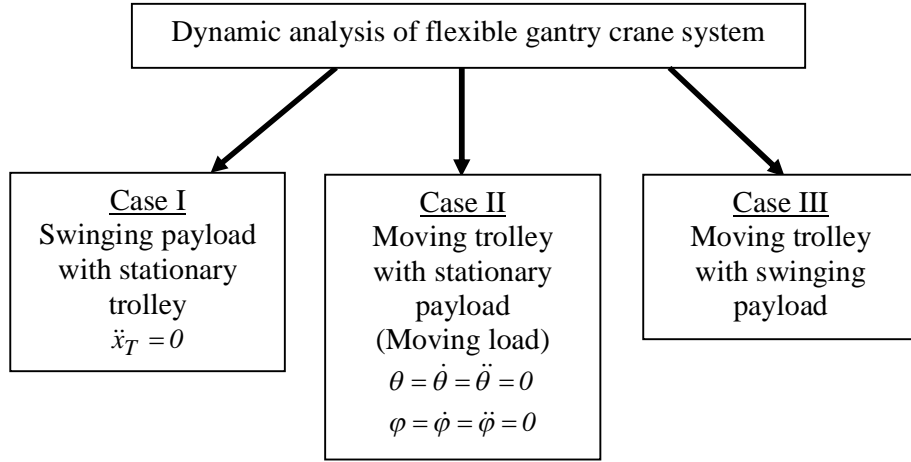 Dynamic analysis of flexible gantry crane system
Case I
Swinging payload
with stationary
trolley
ẍ_T = 0
Case II
Moving trolley
with stationary
payload
(Moving load)
θ = θ̇ = θ̈ = 0
φ = φ̇ = φ̈ = 0
Case III
Moving trolley
with swinging
payload